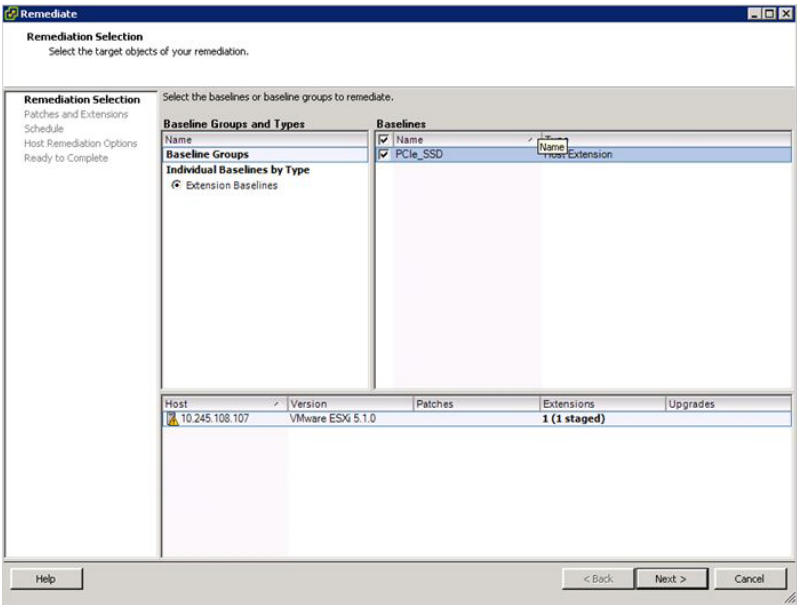 Remediate
Remediation Selection
Select the target objects of your remediation.
Remediation Selection
Patches and Extensions
Schedule
Host Remediation Options
Ready to Complete
Select the baselines or baseline groups to remediate.
Baseline Groups and Types
Name
Baseline Groups
Individual Baselines by Type
Extension Baselines
Baselines
Name Type
Name
PCIe_SSD Host Extension
Host Version Patches Extensions Upgrades
10.245.108.107 VMware ESXi 5.1.0 1 (1 staged)
Help < Back Next > Cancel